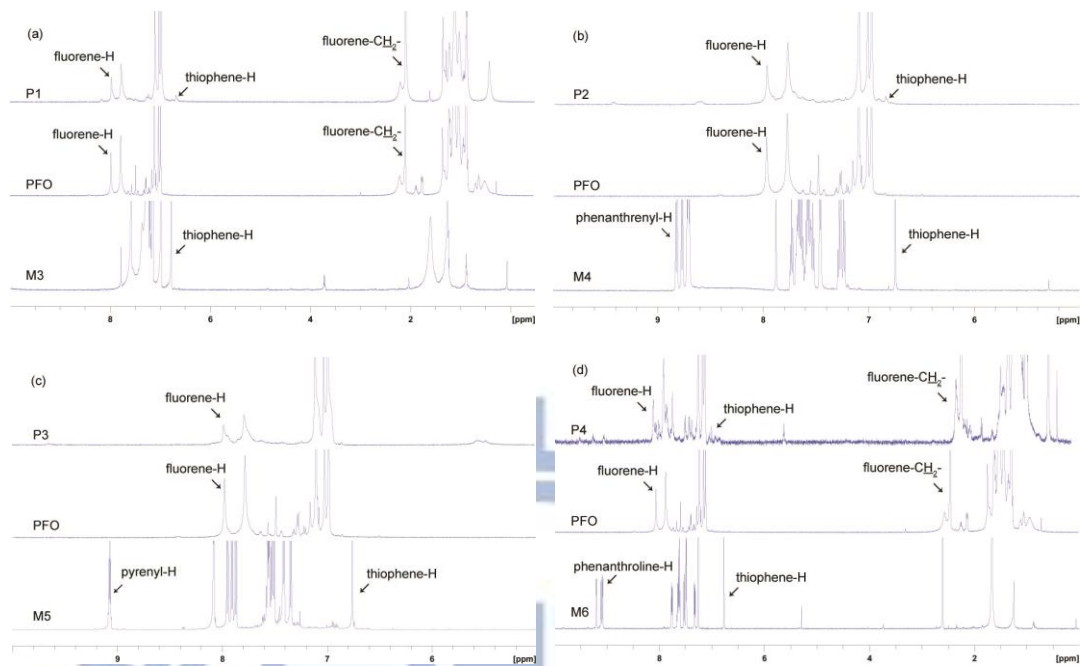 (a)
fluorene-H
fluorene-CH2-
thiophene-H
P1
fluorene-H
fluorene-CH2-
PFO
thiophene-H
M3
8 6 4 2 [ppm]
(b)
fluorene-H
thiophene-H
P2
fluorene-H
PFO
phenanthrenyl-H
thiophene-H
M4
9 8 7 6 [ppm]
(c)
fluorene-H
P3
fluorene-H
PFO
pyrenyl-H
thiophene-H
M5
9 8 7 6 [ppm]
(d)
fluorene-H
fluorene-CH2-
thiophene-H
P4
fluorene-H
fluorene-CH2-
PFO
phenanthroline-H
thiophene-H
M6
8 6 4 2 [ppm]